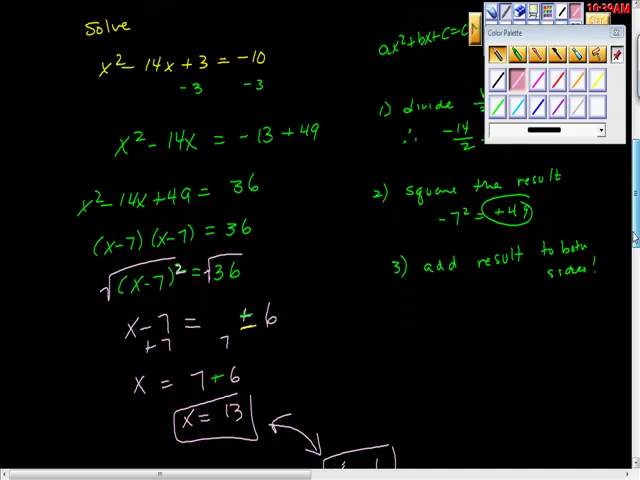 Solve
x² - 14x + 3 = -10
-3 -3
x² - 14x = -13 + 49
x² - 14x + 49 = 36
(x-7) (x-7) = 36
√(x-7)² = √36
x - 7 = ± 6
+7 7
x = 7 + 6
x = 13
ax²+bx+c=
1) divide
∴ -14/2
2) square the result
-7² = +49
3) add result to both
sides!
10:39AM
Color Palette